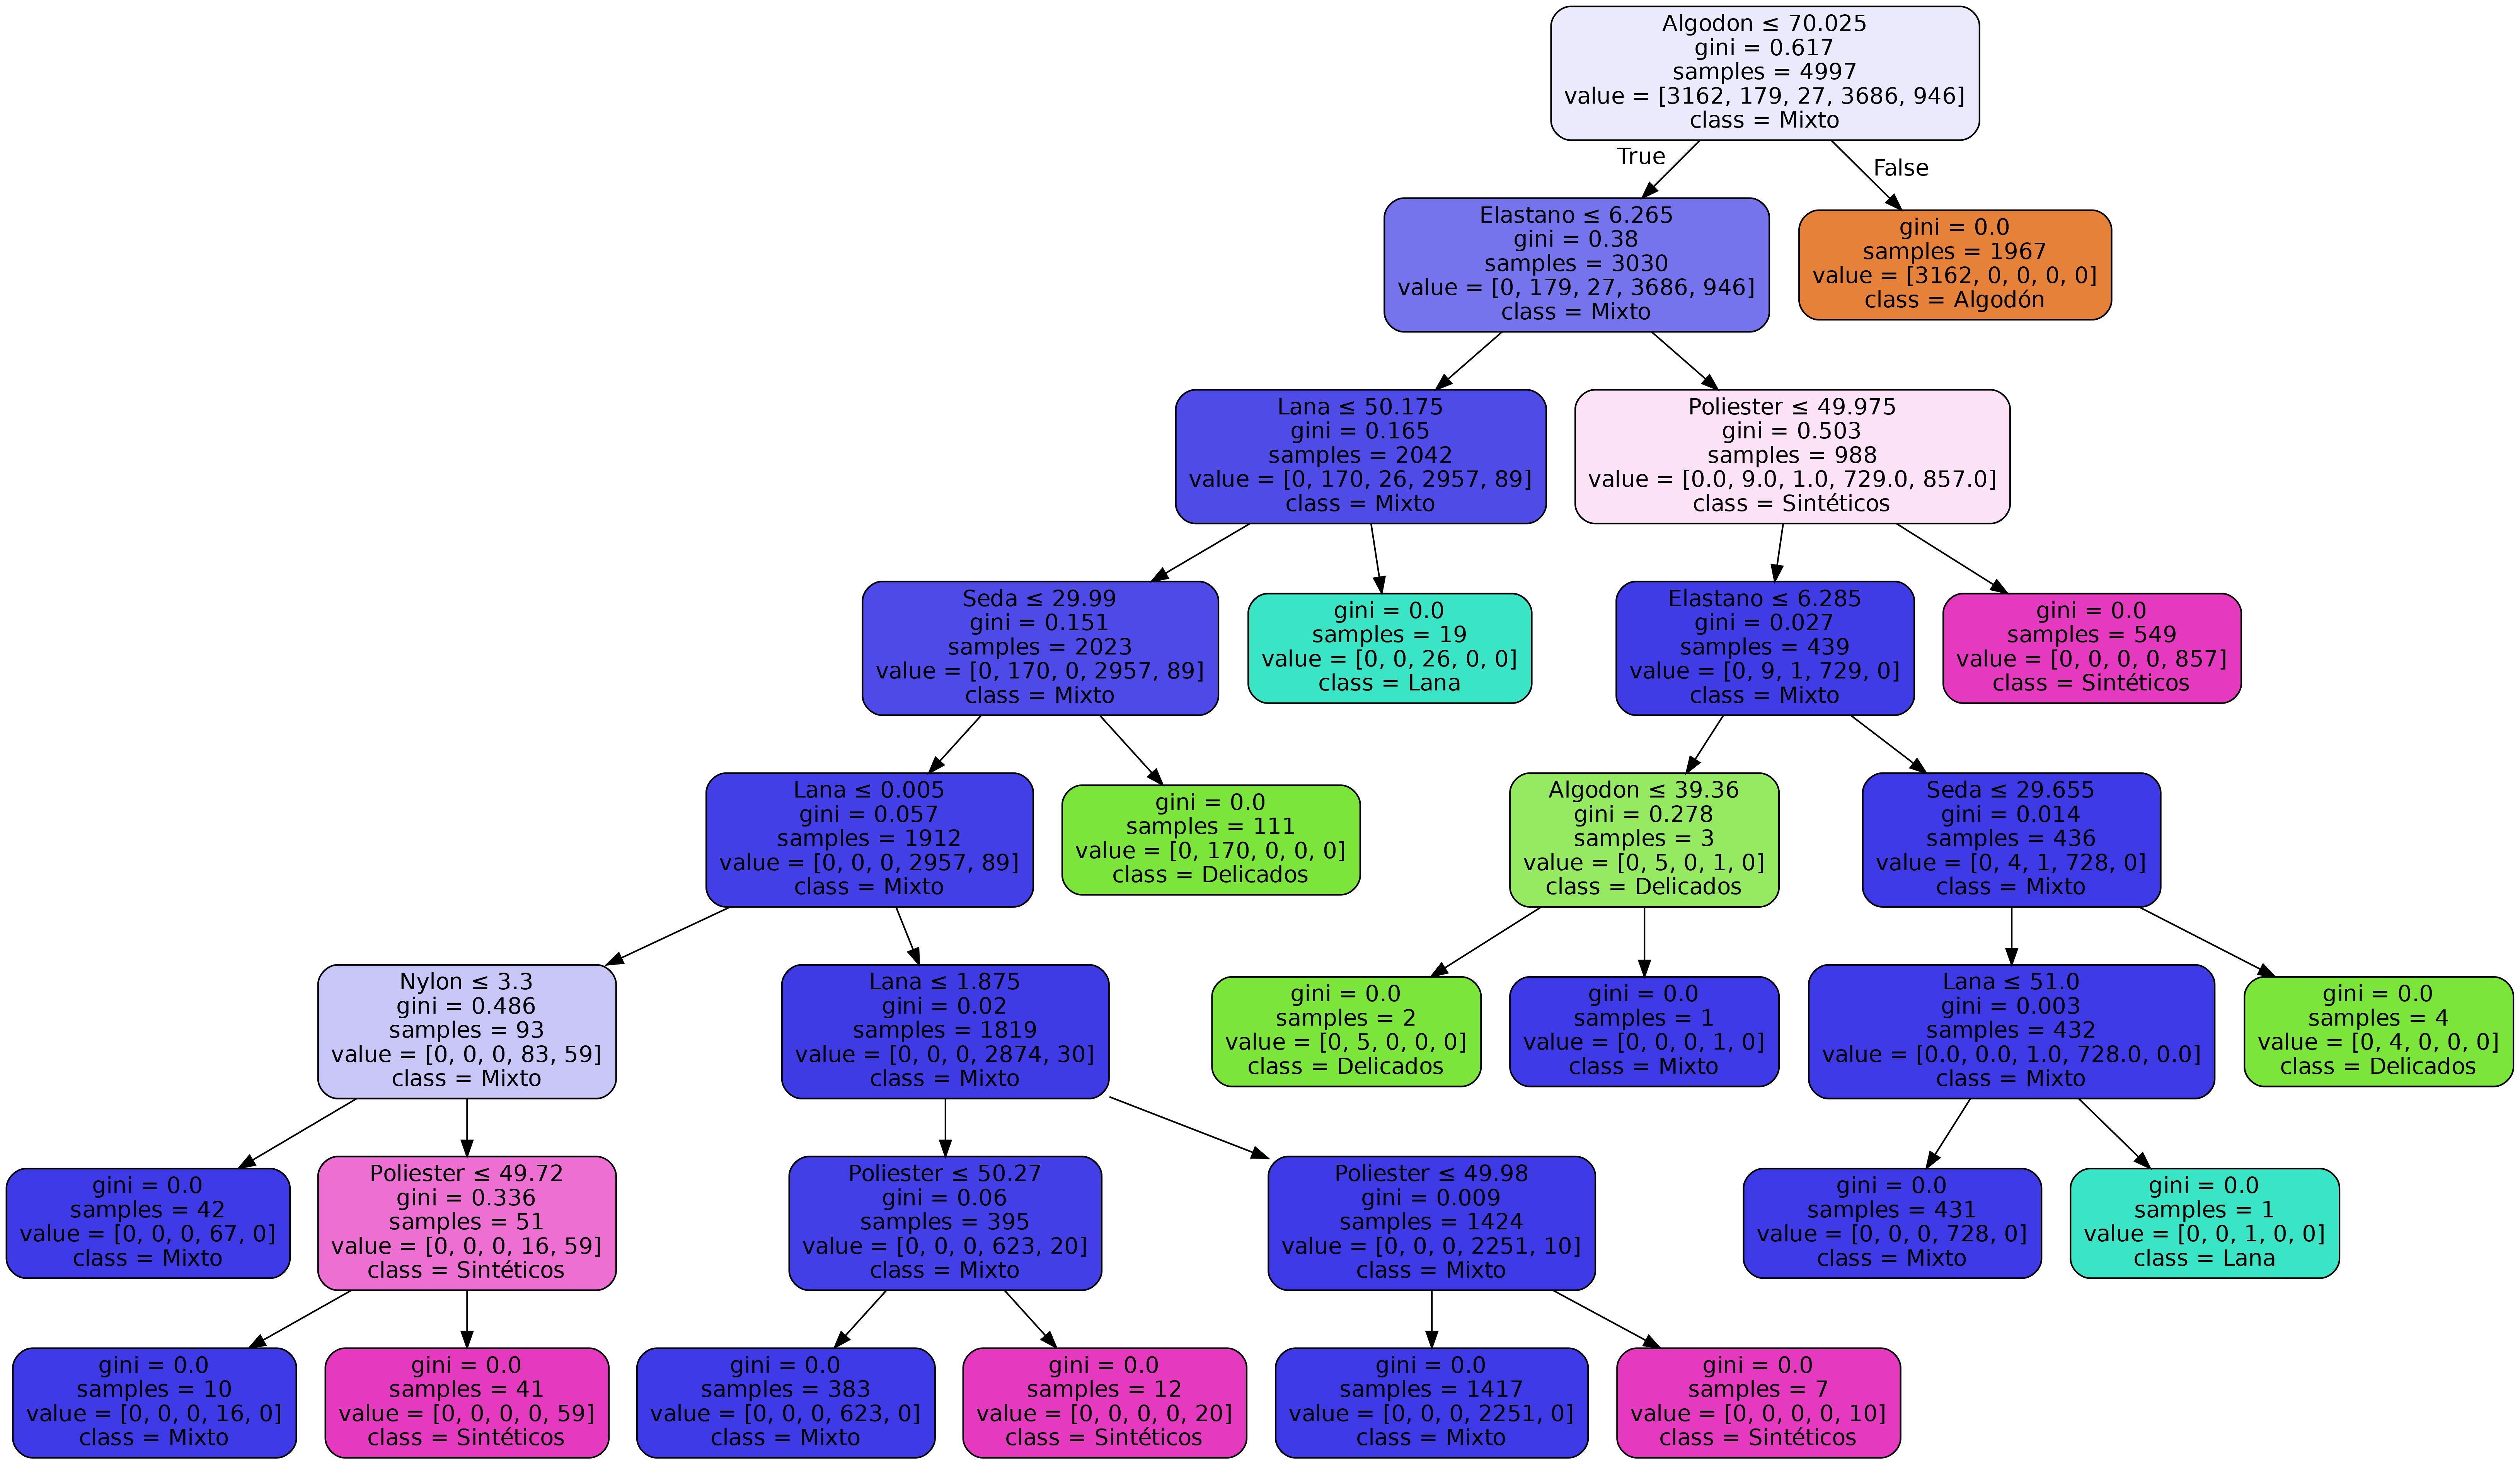 Algodon ≤ 70.025
gini = 0.617
samples = 4997
value = [3162, 179, 27, 3686, 946]
class = Mixto
True
False
Elastano ≤ 6.265
gini = 0.38
samples = 3030
value = [0, 179, 27, 3686, 946]
class = Mixto
gini = 0.0
samples = 1967
value = [3162, 0, 0, 0, 0]
class = Algodón
Lana ≤ 50.175
gini = 0.165
samples = 2042
value = [0, 170, 26, 2957, 89]
class = Mixto
Poliester ≤ 49.975
gini = 0.503
samples = 988
value = [0.0, 9.0, 1.0, 729.0, 857.0]
class = Sintéticos
Seda ≤ 29.99
gini = 0.151
samples = 2023
value = [0, 170, 0, 2957, 89]
class = Mixto
gini = 0.0
samples = 19
value = [0, 0, 26, 0, 0]
class = Lana
Elastano ≤ 6.285
gini = 0.027
samples = 439
value = [0, 9, 1, 729, 0]
class = Mixto
gini = 0.0
samples = 549
value = [0, 0, 0, 0, 857]
class = Sintéticos
Lana ≤ 0.005
gini = 0.057
samples = 1912
value = [0, 0, 0, 2957, 89]
class = Mixto
gini = 0.0
samples = 111
value = [0, 170, 0, 0, 0]
class = Delicados
Algodon ≤ 39.36
gini = 0.278
samples = 3
value = [0, 5, 0, 1, 0]
class = Delicados
Seda ≤ 29.655
gini = 0.014
samples = 436
value = [0, 4, 1, 728, 0]
class = Mixto
Nylon ≤ 3.3
gini = 0.486
samples = 93
value = [0, 0, 0, 83, 59]
class = Mixto
Lana ≤ 1.875
gini = 0.02
samples = 1819
value = [0, 0, 0, 2874, 30]
class = Mixto
gini = 0.0
samples = 2
value = [0, 5, 0, 0, 0]
class = Delicados
gini = 0.0
samples = 1
value = [0, 0, 0, 1, 0]
class = Mixto
Lana ≤ 51.0
gini = 0.003
samples = 432
value = [0.0, 0.0, 1.0, 728.0, 0.0]
class = Mixto
gini = 0.0
samples = 4
value = [0, 4, 0, 0, 0]
class = Delicados
gini = 0.0
samples = 42
value = [0, 0, 0, 67, 0]
class = Mixto
Poliester ≤ 49.72
gini = 0.336
samples = 51
value = [0, 0, 0, 16, 59]
class = Sintéticos
Poliester ≤ 50.27
gini = 0.06
samples = 395
value = [0, 0, 0, 623, 20]
class = Mixto
Poliester ≤ 49.98
gini = 0.009
samples = 1424
value = [0, 0, 0, 2251, 10]
class = Mixto
gini = 0.0
samples = 431
value = [0, 0, 0, 728, 0]
class = Mixto
gini = 0.0
samples = 1
value = [0, 0, 1, 0, 0]
class = Lana
gini = 0.0
samples = 10
value = [0, 0, 0, 16, 0]
class = Mixto
gini = 0.0
samples = 41
value = [0, 0, 0, 0, 59]
class = Sintéticos
gini = 0.0
samples = 383
value = [0, 0, 0, 623, 0]
class = Mixto
gini = 0.0
samples = 12
value = [0, 0, 0, 0, 20]
class = Sintéticos
gini = 0.0
samples = 1417
value = [0, 0, 0, 2251, 0]
class = Mixto
gini = 0.0
samples = 7
value = [0, 0, 0, 0, 10]
class = Sintéticos